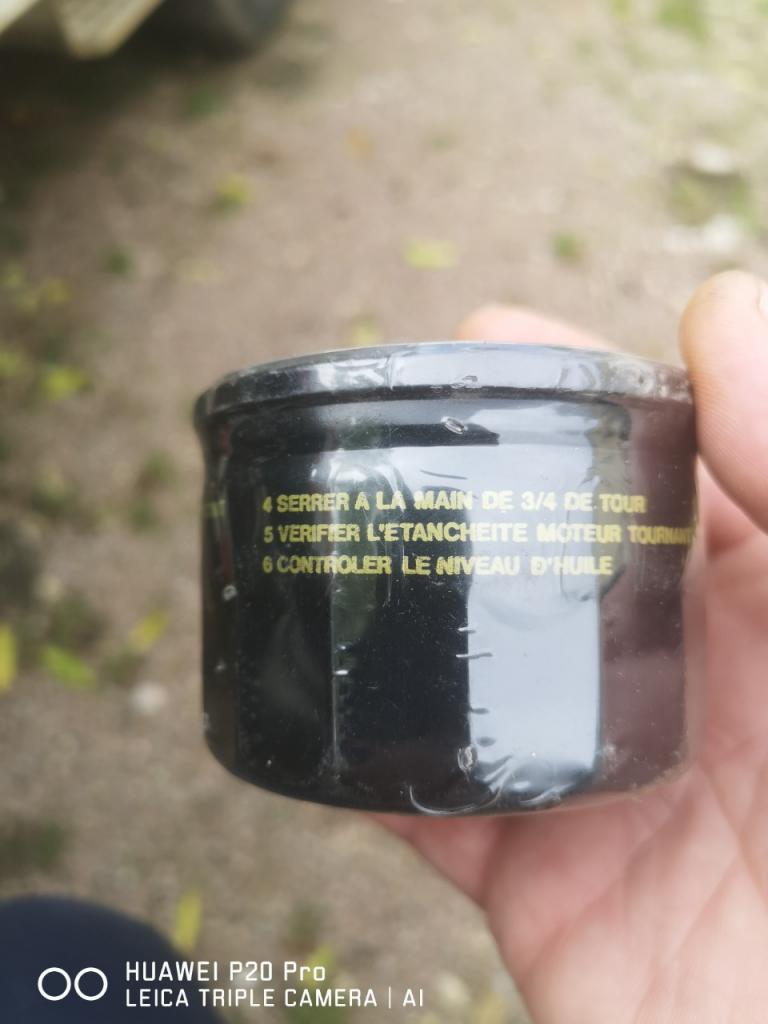 4 SERRER A LA MAIN DE 3/4 DE TOUR
5 VERIFIER L'ETANCHEITE MOTEUR TOURNANT
6 CONTROLER LE NIVEAU D'HUILE
HUAWEI P20 Pro
LEICA TRIPLE CAMERA | AI